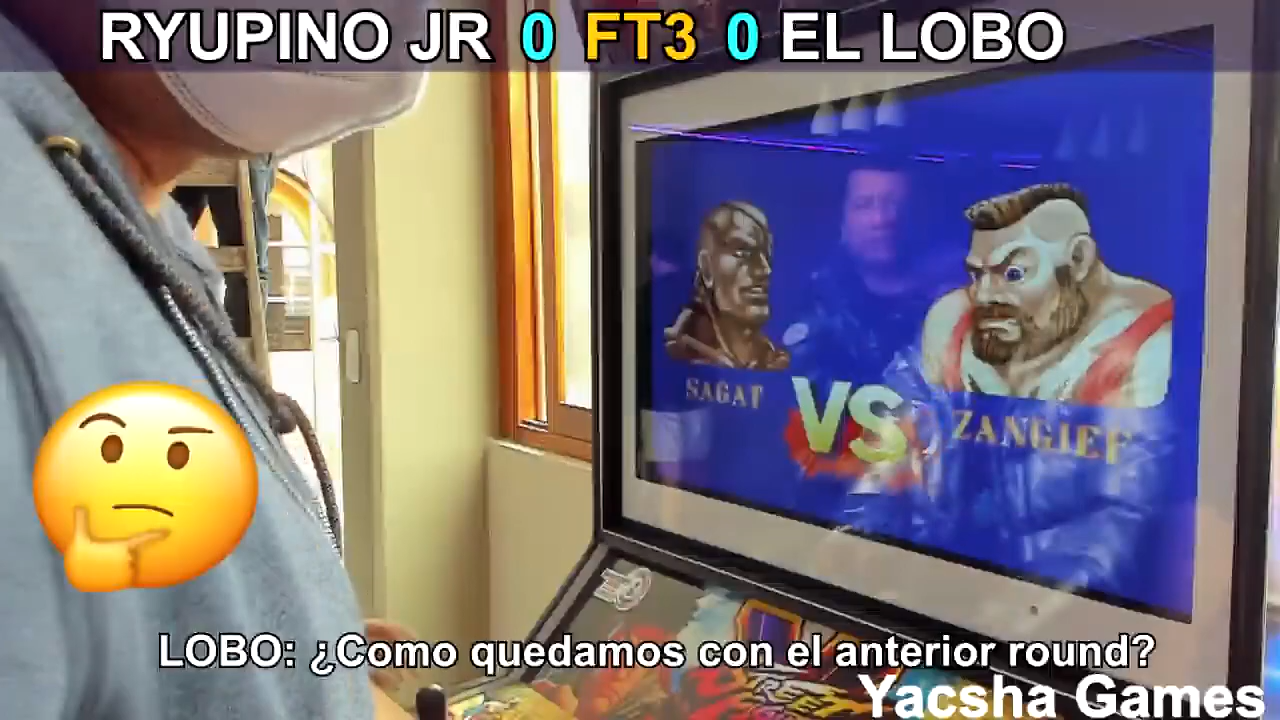 RYUPINO JR 0 FT3 0 EL LOBO
SAGAT
VS
ZANGIEF
LOBO: ¿Como quedamos con el anterior round?
Yacsha Games